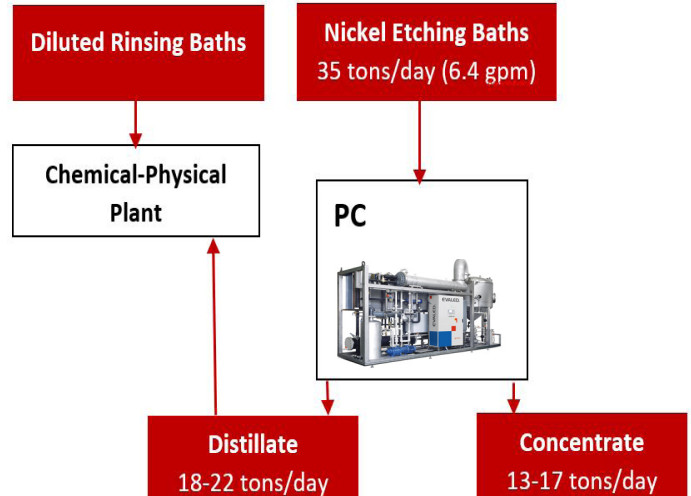 Diluted Rinsing Baths
Nickel Etching Baths
35 tons/day (6.4 gpm)
Chemical-Physical
Plant
PC
EVALED
Distillate
18-22 tons/day
Concentrate
13-17 tons/day